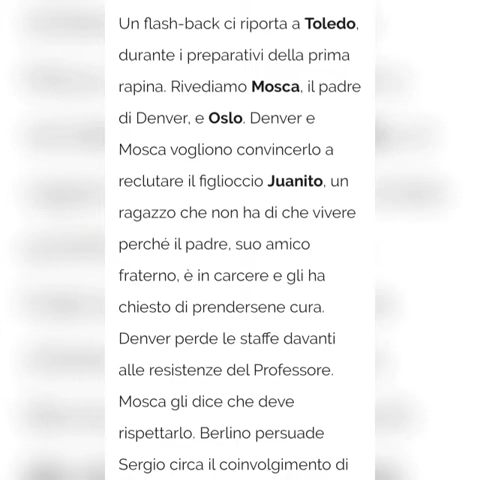 Un flash-back ci riporta a Toledo,
durante i preparativi della prima
rapina. Rivediamo Mosca, il padre
di Denver, e Oslo. Denver e
Mosca vogliono convincerlo a
reclutare il figlioccio Juanito, un
ragazzo che non ha di che vivere
perché il padre, suo amico
fraterno, è in carcere e gli ha
chiesto di prendersene cura.
Denver perde le staffe davanti
alle resistenze del Professore.
Mosca gli dice che deve
rispettarlo. Berlino persuade
Sergio circa il coinvolgimento di